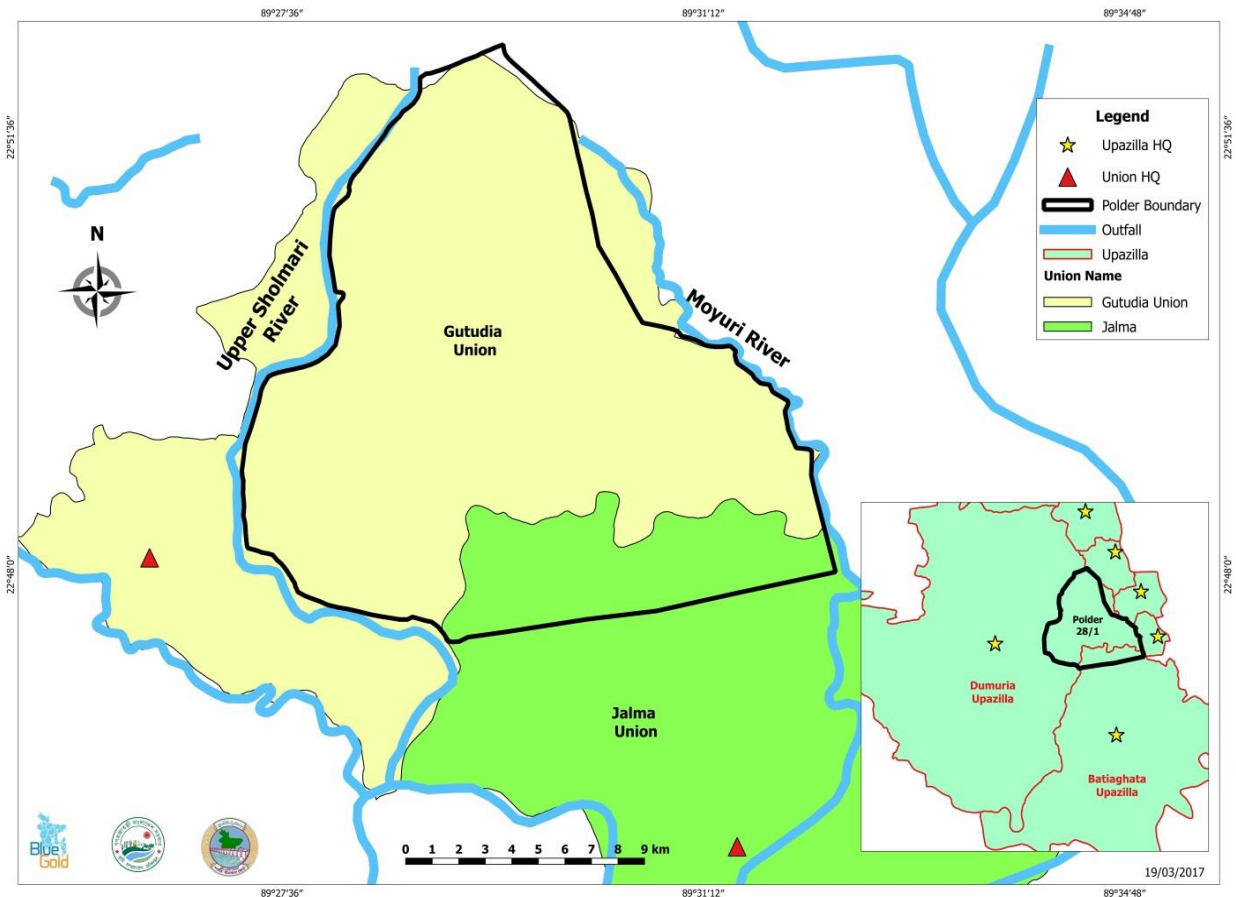 89°27'36"
89°31'12"
89°34'48"
22°51'36"
22°51'36"
Legend
Upazilla HQ
Union HQ
Polder Boundary
Outfall
Upazilla
Union Name
Gutudia Union
Jalma
N
Upper Sholmari
River
Moyuri River
Gutudia
Union
22°48'0"
22°48'0"
Polder
28/1
Dumuria
Upazilla
Jalma
Union
Batiaghata
Upazilla
Blue
Gold
0 1 2 3 4 5 6 7 8 9 km
19/03/2017
89°27'36"
89°31'12"
89°34'48"